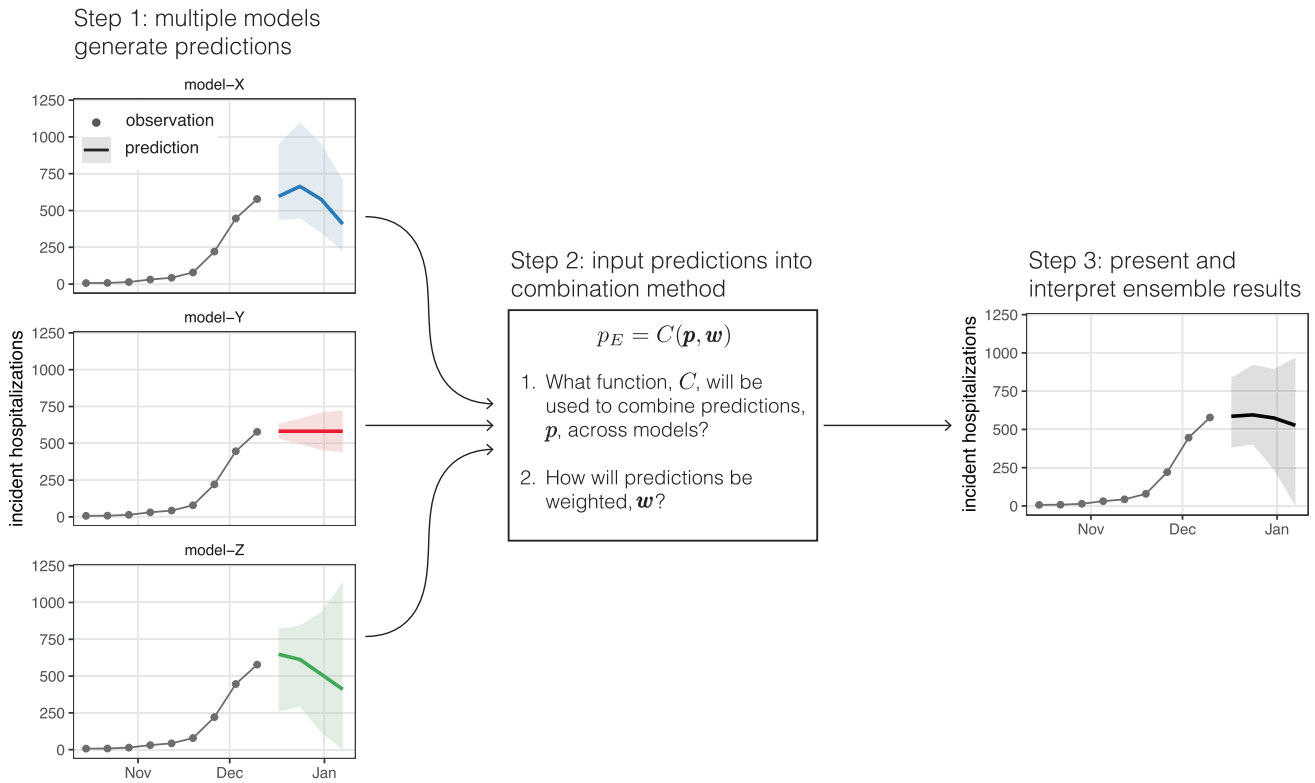 Step 1: multiple models
generate predictions
model-X
1250
1000
750
500
250
0
observation
prediction
model-Y
1250
1000
750
500
250
0
incident hospitalizations
model-Z
1250
1000
750
500
250
0
Nov Dec Jan
Step 2: input predictions into
combination method
p_E = C(p, w)
1. What function, C, will be
used to combine predictions,
p, across models?
2. How will predictions be
weighted, w?
Step 3: present and
interpret ensemble results
1250
1000
750
500
250
0
incident hospitalizations
Nov Dec Jan